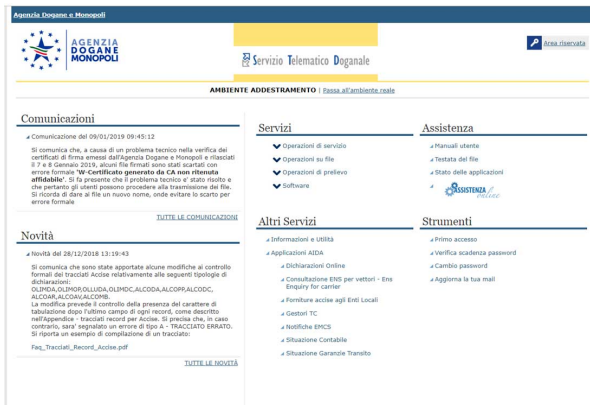 Agenzia Dogane e Monopoli
AGENZIA
DOGANE
MONOPOLI
Servizio Telematico Doganale
Area riservata
AMBIENTE ADDESTRAMENTO | Passa all'ambiente reale
Comunicazioni
Comunicazione del 09/01/2019 09:45:12
Si comunica che, a causa di un problema tecnico nella verifica dei
certificati di firma emessi dall'Agenzia Dogane e Monopoli e rilasciati
il 7 e 8 Gennaio 2019, alcuni file firmati sono stati scartati con
errore formale 'W-Certificato generato da CA non ritenuta
affidabile'. Si fa presente che il problema tecnico e' stato risolto e
che pertanto gli utenti possono procedere alla trasmissione dei file.
Si ricorda di dare ai file un nuovo nome, onde evitare lo scarto per
errore formale
TUTTE LE COMUNICAZIONI
Novità
Novità del 28/12/2018 13:19:43
Si comunica che sono state apportate alcune modifiche ai controlli
formali dei tracciati Accise relativamente alle seguenti tipologie di
dichiarazioni:
OLIMDA,OLIMOP,OLLUDA,OLIMDC,ALCODA,ALCOPP,ALCODC,
ALCOAR,ALCOAV,ALCOMB.
La modifica prevede il controllo della presenza del carattere di
tabulazione dopo l'ultimo campo di ogni record, come descritto
nell'Appendice - tracciati record per Accise. Si precisa che, in caso
contrario, sara' segnalato un errore di tipo A - TRACCIATO ERRATO.
Si riporta un esempio di compilazione di un tracciato:
Faq_Tracciati_Record_Accise.pdf
TUTTE LE NOVITÀ
Servizi
Operazioni di servizio
Operazioni su file
Operazioni di prelievo
Software
Assistenza
Manuali utente
Testata del file
Stato delle applicazioni
ASSISTENZA
online
Altri Servizi
Informazioni e Utilità
Applicazioni AIDA
Dichiarazioni Online
Consultazione ENS per vettori - Ens
Enquiry for carrier
Forniture accise agli Enti Locali
Gestori TC
Notifiche EMCS
Situazione Contabile
Situazione Garanzie Transito
Strumenti
Primo accesso
Verifica scadenza password
Cambio password
Aggiorna la tua mail